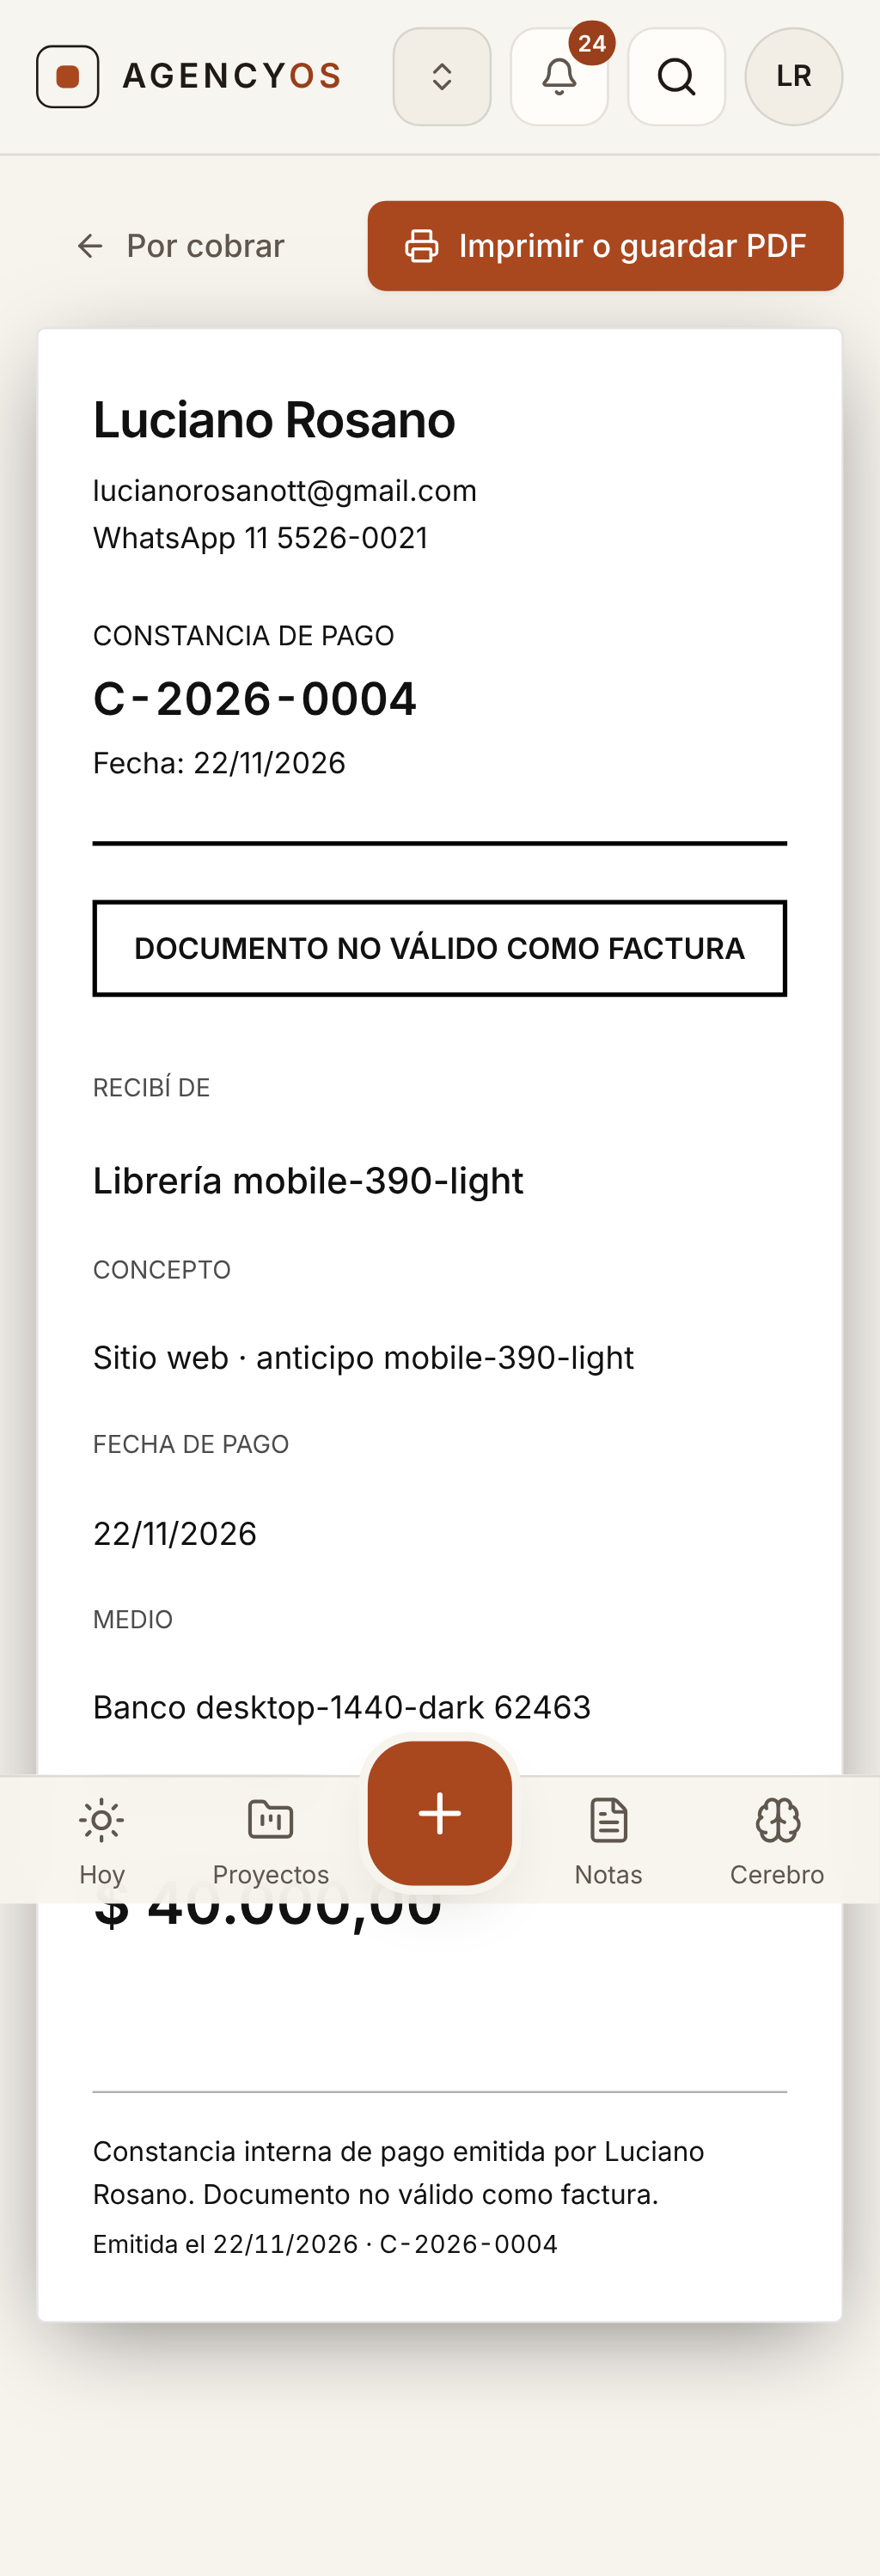 AGENCYOS
24
LR
Por cobrar
Imprimir o guardar PDF
Luciano Rosano
lucianorosanott@gmail.com
WhatsApp 11 5526-0021
CONSTANCIA DE PAGO
C-2026-0004
Fecha: 22/11/2026
DOCUMENTO NO VÁLIDO COMO FACTURA
RECIBÍ DE
Librería mobile-390-light
CONCEPTO
Sitio web · anticipo mobile-390-light
FECHA DE PAGO
22/11/2026
MEDIO
Banco desktop-1440-dark 62463
Hoy
Proyectos
Notas
Cerebro
$ 40.000,00
Constancia interna de pago emitida por Luciano
Rosano. Documento no válido como factura.
Emitida el 22/11/2026 · C-2026-0004